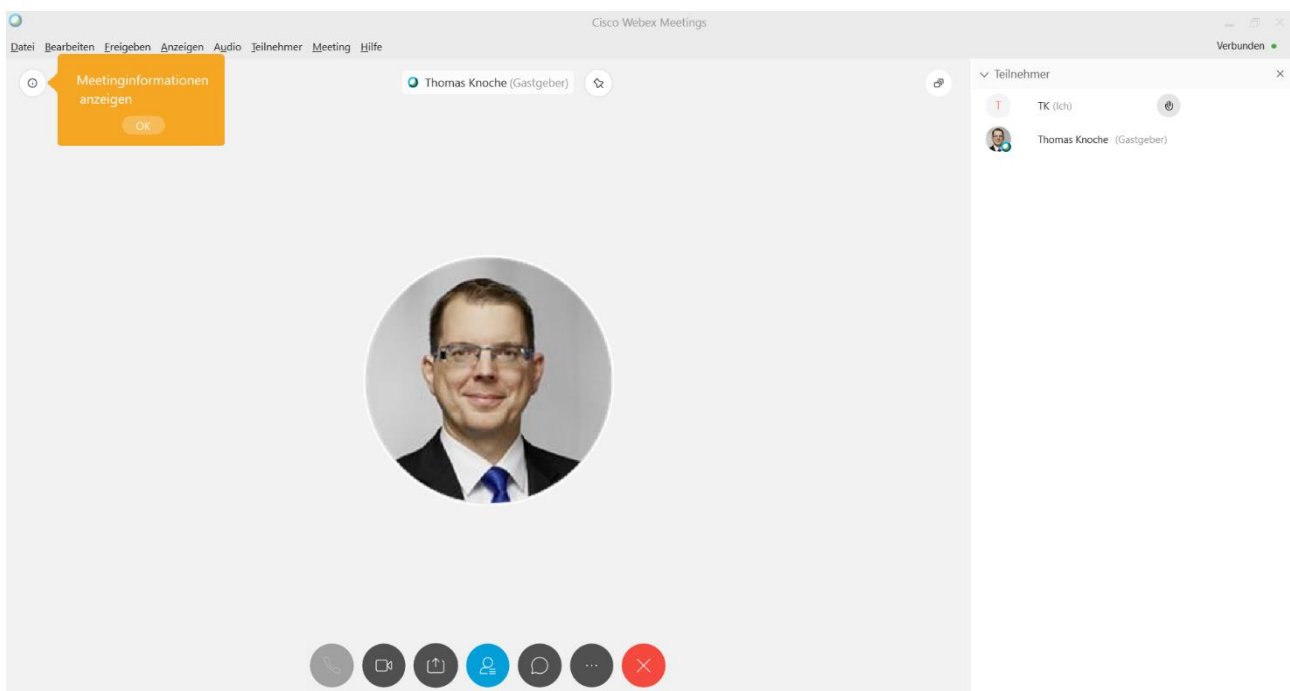 Cisco Webex Meetings
Datei Bearbeiten Freigeben Anzeigen Audio Teilnehmer Meeting Hilfe
Verbunden
Meetinginformationen
anzeigen
OK
Thomas Knoche (Gastgeber)
Teilnehmer
T TK (Ich)
Thomas Knoche (Gastgeber)